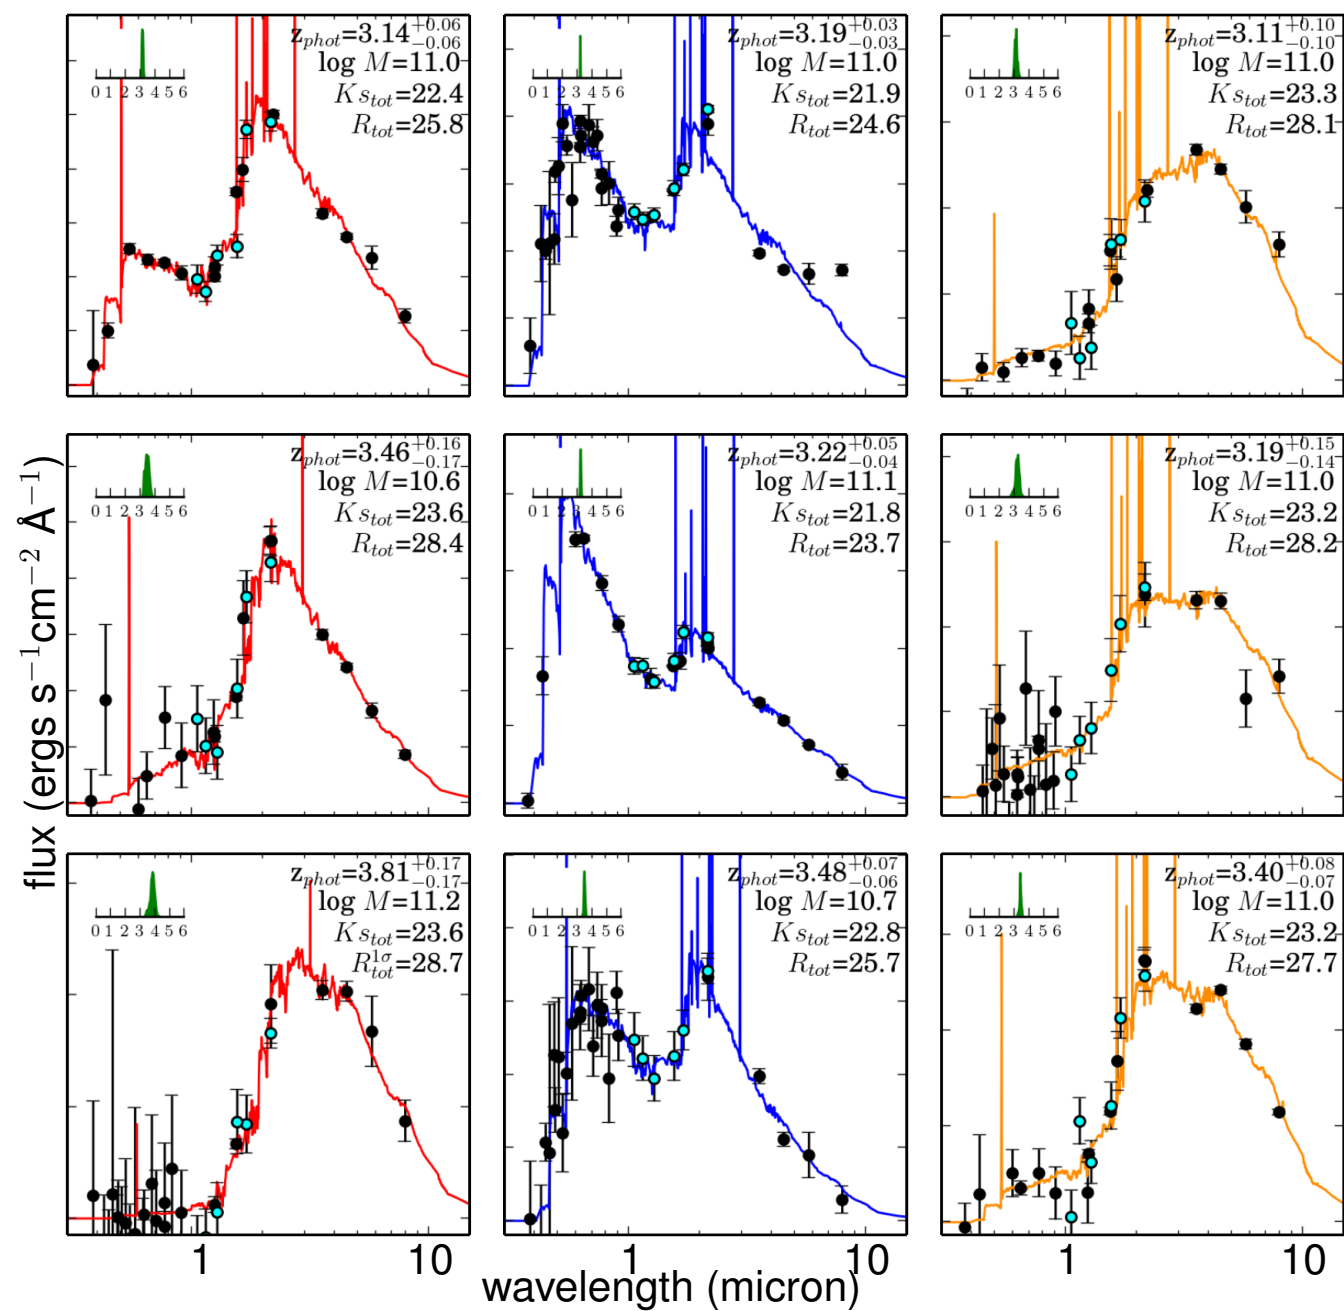 z_phot=3.14 +0.06 −0.06
log M=11.0
Ks_tot=22.4
R_tot=25.8
0 1 2 3 4 5 6
z_phot=3.19 +0.03 −0.03
log M=11.0
Ks_tot=21.9
R_tot=24.6
0 1 2 3 4 5 6
z_phot=3.11 +0.10 −0.10
log M=11.0
Ks_tot=23.3
R_tot=28.1
0 1 2 3 4 5 6
z_phot=3.46 +0.16 −0.17
log M=10.6
Ks_tot=23.6
R_tot=28.4
0 1 2 3 4 5 6
z_phot=3.22 +0.05 −0.04
log M=11.1
Ks_tot=21.8
R_tot=23.7
0 1 2 3 4 5 6
z_phot=3.19 +0.15 −0.14
log M=11.0
Ks_tot=23.2
R_tot=28.2
0 1 2 3 4 5 6
flux (ergs s⁻¹cm⁻² Å⁻¹)
z_phot=3.81 +0.17 −0.17
log M=11.2
Ks_tot=23.6
R^1σ_tot=28.7
0 1 2 3 4 5 6
z_phot=3.48 +0.07 −0.06
log M=10.7
Ks_tot=22.8
R_tot=25.7
0 1 2 3 4 5 6
z_phot=3.40 +0.08 −0.07
log M=11.0
Ks_tot=23.2
R_tot=27.7
0 1 2 3 4 5 6
1 10 1 10 1 10
wavelength (micron)